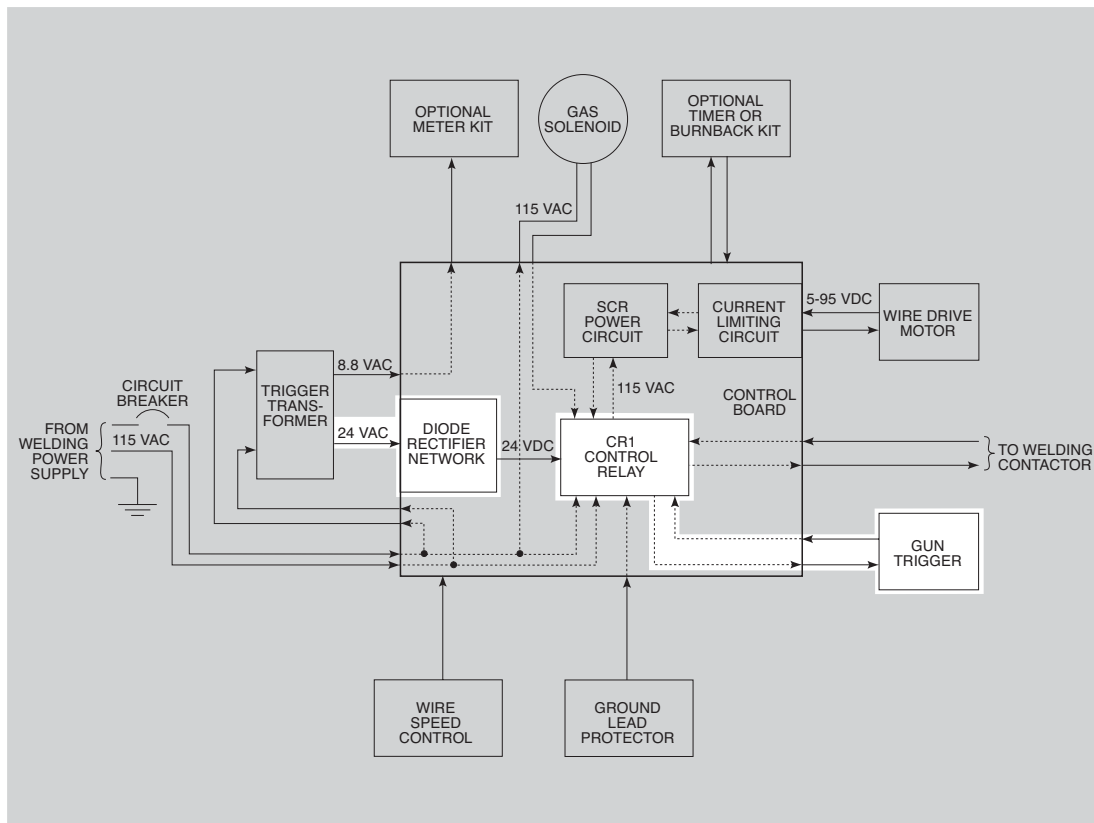 OPTIONAL
METER KIT
GAS
SOLENOID
OPTIONAL
TIMER OR
BURNBACK KIT
115 VAC
SCR
POWER
CIRCUIT
CURRENT
LIMITING
CIRCUIT
5-95 VDC
WIRE DRIVE
MOTOR
8.8 VAC
TRIGGER
TRANS-
FORMER
24 VAC
115 VAC
CONTROL
BOARD
CIRCUIT
BREAKER
FROM
WELDING
POWER
SUPPLY
115 VAC
DIODE
RECTIFIER
NETWORK
24 VDC
CR1
CONTROL
RELAY
TO WELDING
CONTACTOR
GUN
TRIGGER
WIRE
SPEED
CONTROL
GROUND
LEAD
PROTECTOR